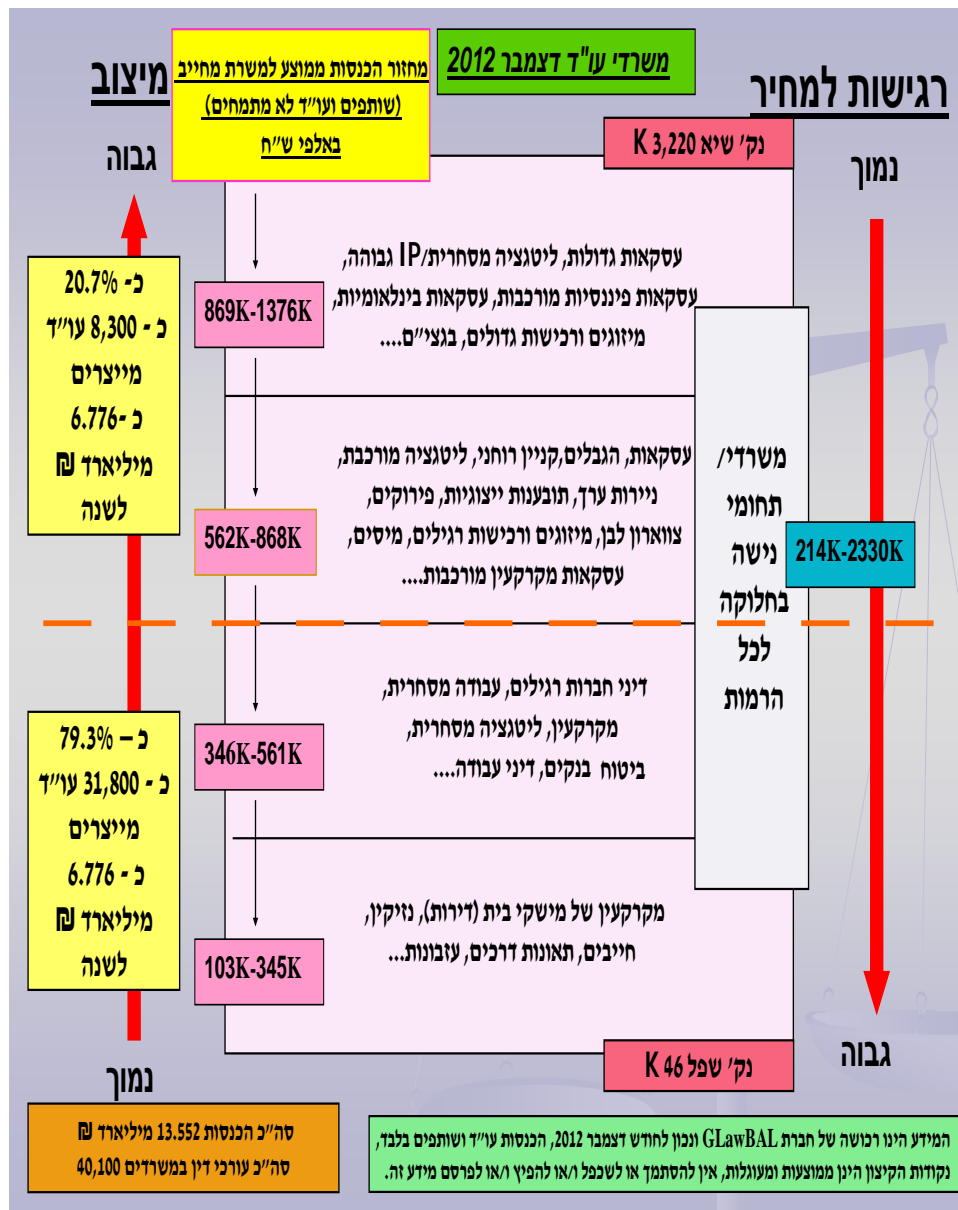 משרדי עו"ד דצמבר 2012
רגישות למחיר
נמוך
גבוה
מיצוב
גבוה
נמוך
מחזור הכנסות ממוצע למשרת מחייב
(שותפים ועו״ד לא מתמחים)
באלפי ש״ח
נק׳ שיא 3,220 K
עסקאות גדולות, ליטגציה מסחרית/IP גבוהה,
עסקאות פיננסיות מורכבות, עסקאות בינלאומיות,
מיזוגים ורכישות גדולים, בגצי״ם....
869K-1376K
עסקאות, הגבלים,קניין רוחני, ליטגציה מורכבת,
ניירות ערך, תובענות ייצוגיות, פירוקים,
צווארון לבן, מיזוגים ורכישות רגילים, מיסים,
עסקאות מקרקעין מורכבות....
562K-868K
דיני חברות רגילים, עבודה מסחרית,
מקרקעין, ליטגציה מסחרית,
ביטוח בנקים, דיני עבודה....
346K-561K
מקרקעין של מישקי בית (דירות), נזיקין,
חייבים, תאונות דרכים, עזבונות...
103K-345K
נק׳ שפל 46 K
משרדי/
תחומי
נישה
בחלוקה
לכל
הרמות
214K-2330K
כ- 20.7%
כ - 8,300 עו״ד
מייצרים
כ -6.776
מיליארד ₪
לשנה
כ – 79.3%
כ - 31,800 עו״ד
מייצרים
כ - 6.776
מיליארד ₪
לשנה
סה״כ הכנסות 13.552 מיליארד ₪
סה״כ עורכי דין במשרדים 40,100
המידע הינו רכושה של חברת GLawBAL ונכון לחודש דצמבר 2012, הכנסות עו״ד ושותפים בלבד,
נקודות הקיצון הינן ממוצעות ומעוגלות, אין להסתמך או לשכפל ו/או להפיץ ו/או לפרסם מידע זה.